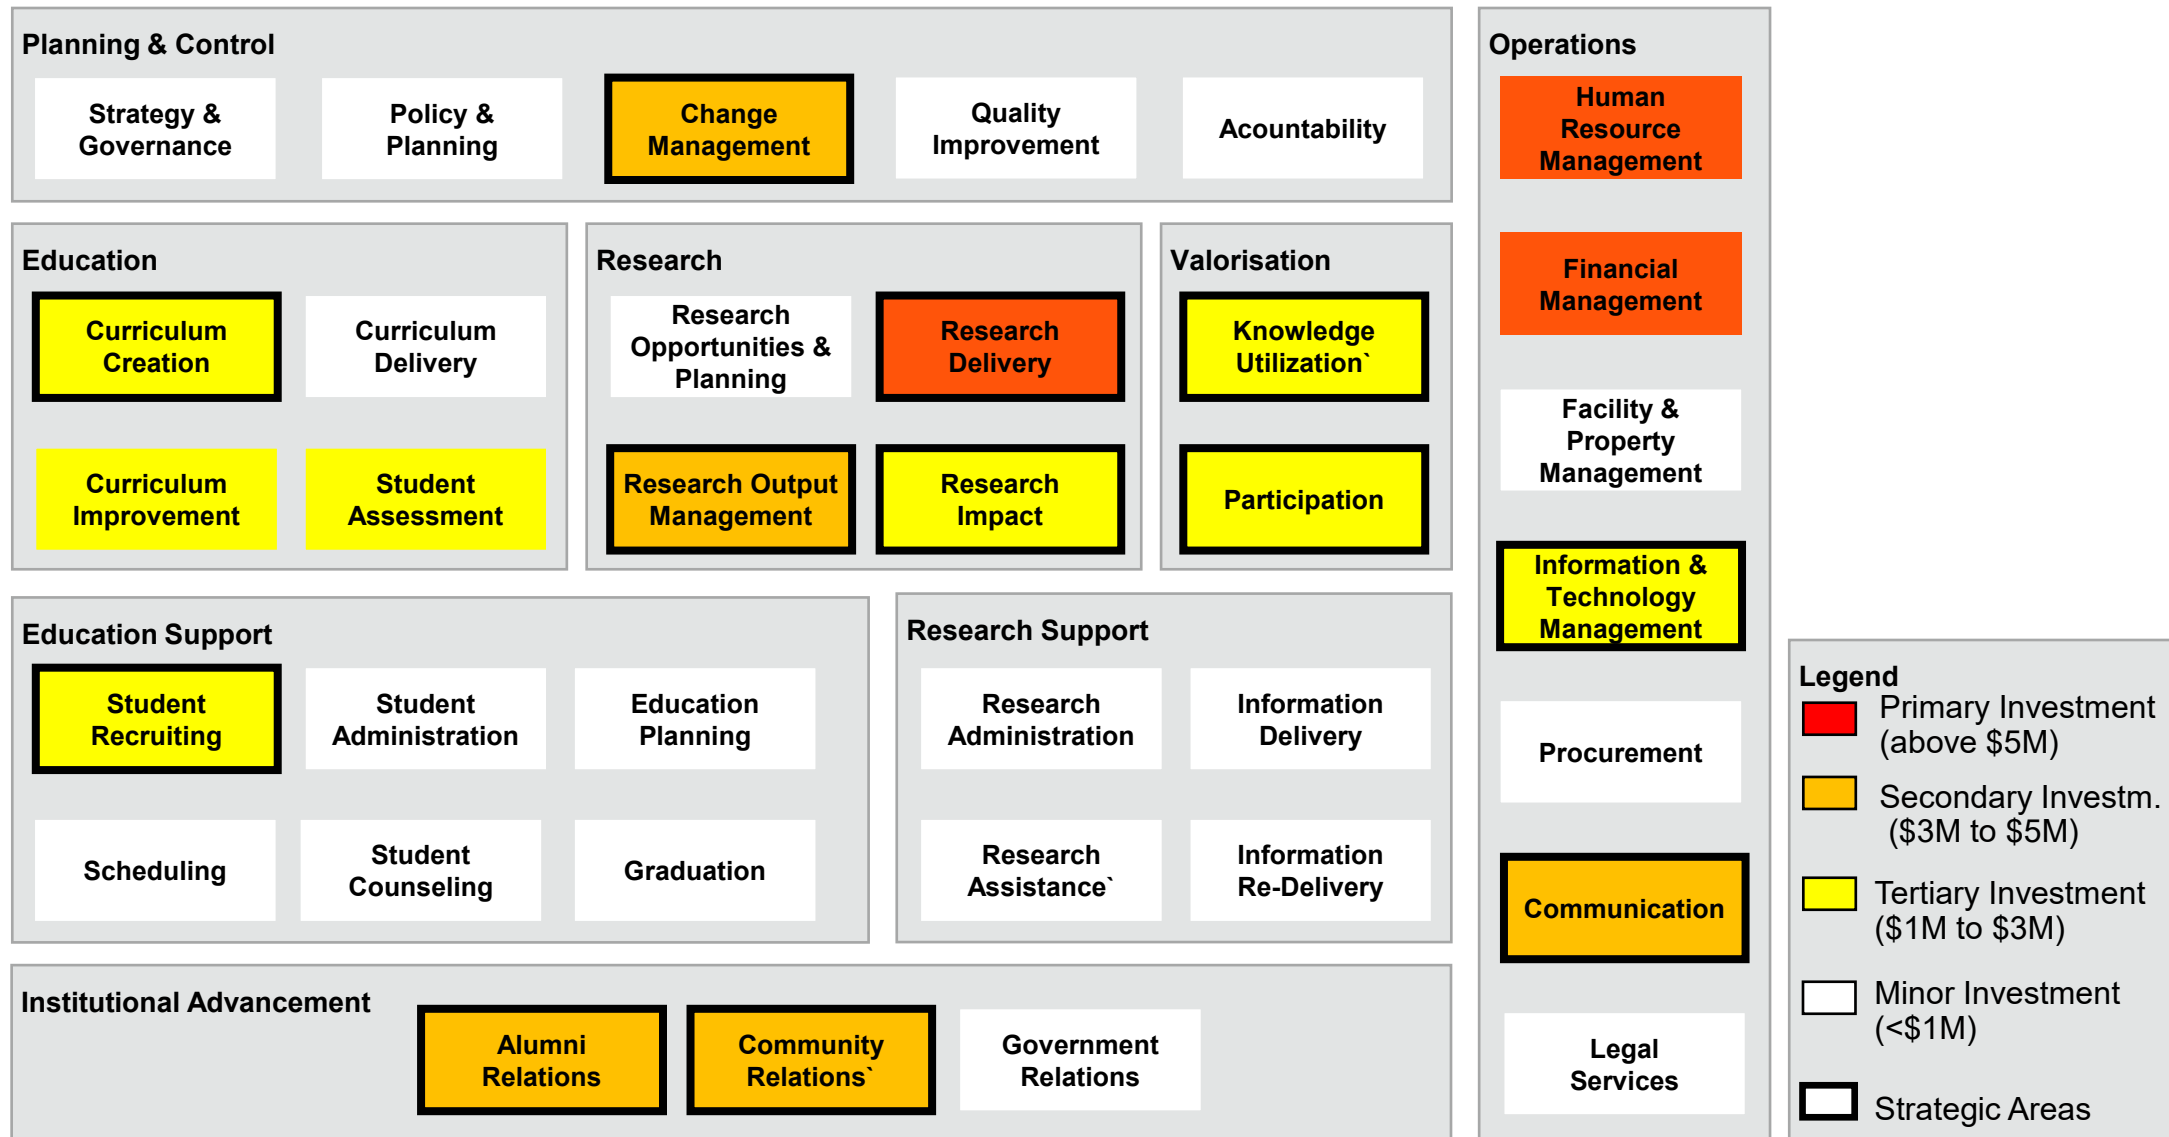 Planning & Control
Strategy &
Governance
Policy &
Planning
Change
Management
Quality
Improvement
Acountability
Operations
Human
Resource
Management
Financial
Management
Facility &
Property
Management
Information &
Technology
Management
Procurement
Communication
Legal
Services
Education
Curriculum
Creation
Curriculum
Delivery
Curriculum
Improvement
Student
Assessment
Research
Research
Opportunities &
Planning
Research
Delivery
Research Output
Management
Research
Impact
Valorisation
Knowledge
Utilization`
Participation
Education Support
Student
Recruiting
Student
Administration
Education
Planning
Scheduling
Student
Counseling
Graduation
Research Support
Research
Administration
Information
Delivery
Research
Assistance`
Information
Re-Delivery
Institutional Advancement
Alumni
Relations
Community
Relations`
Government
Relations
Legend
Primary Investment
(above $5M)
Secondary Investm.
($3M to $5M)
Tertiary Investment
($1M to $3M)
Minor Investment
(<$1M)
Strategic Areas